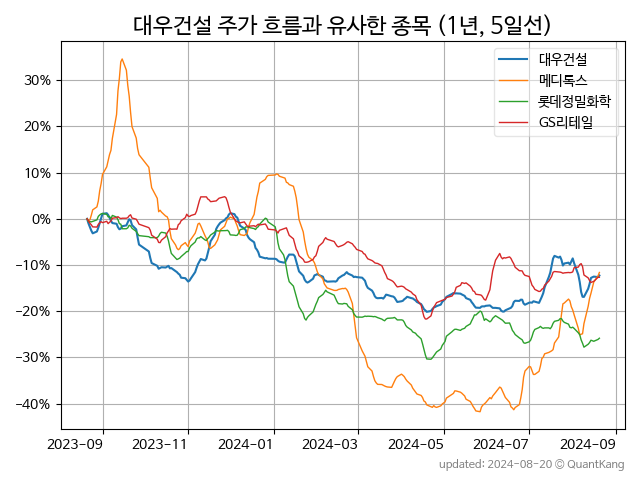 대우건설 주가 흐름과 유사한 종목 (1년, 5일선)
대우건설
메디톡스
롯데정밀화학
GS리테일
30%
20%
10%
0%
−10%
−20%
−30%
−40%
2023-09 2023-11 2024-01 2024-03 2024-05 2024-07 2024-09
updated: 2024-08-20 © QuantKang